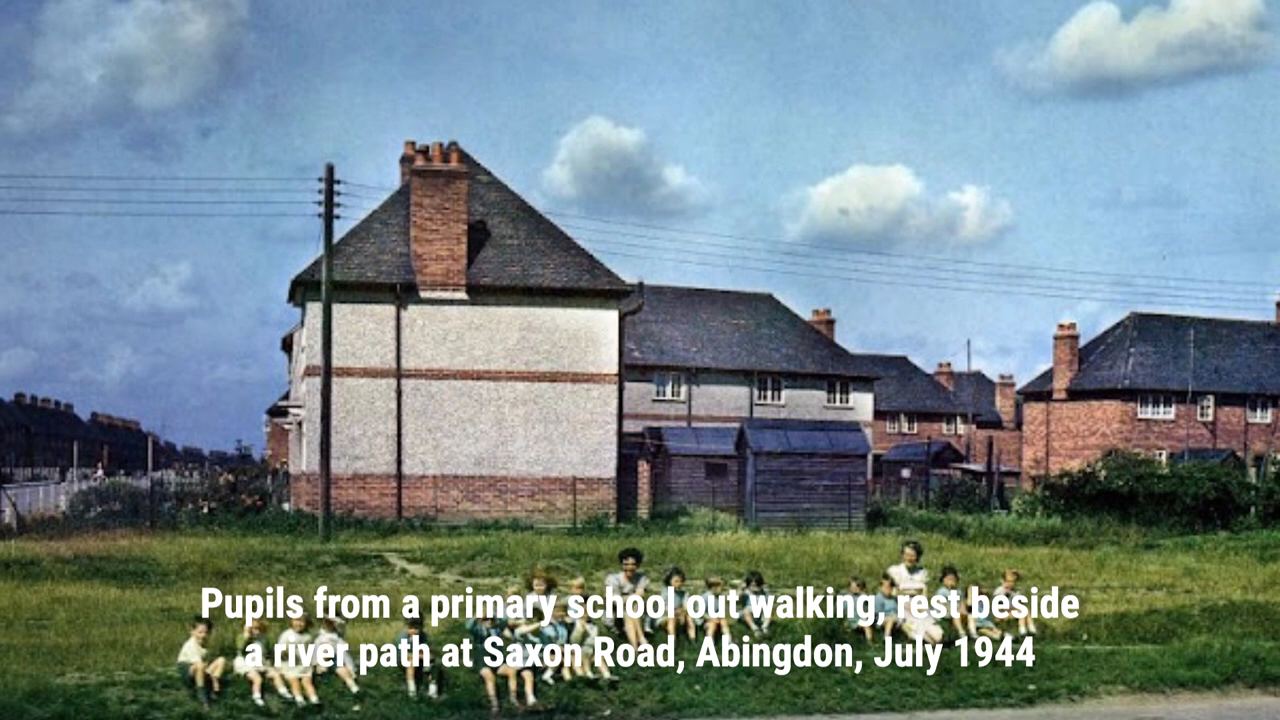 Pupils from a primary school out walking, rest beside
a river path at Saxon Road, Abingdon, July 1944